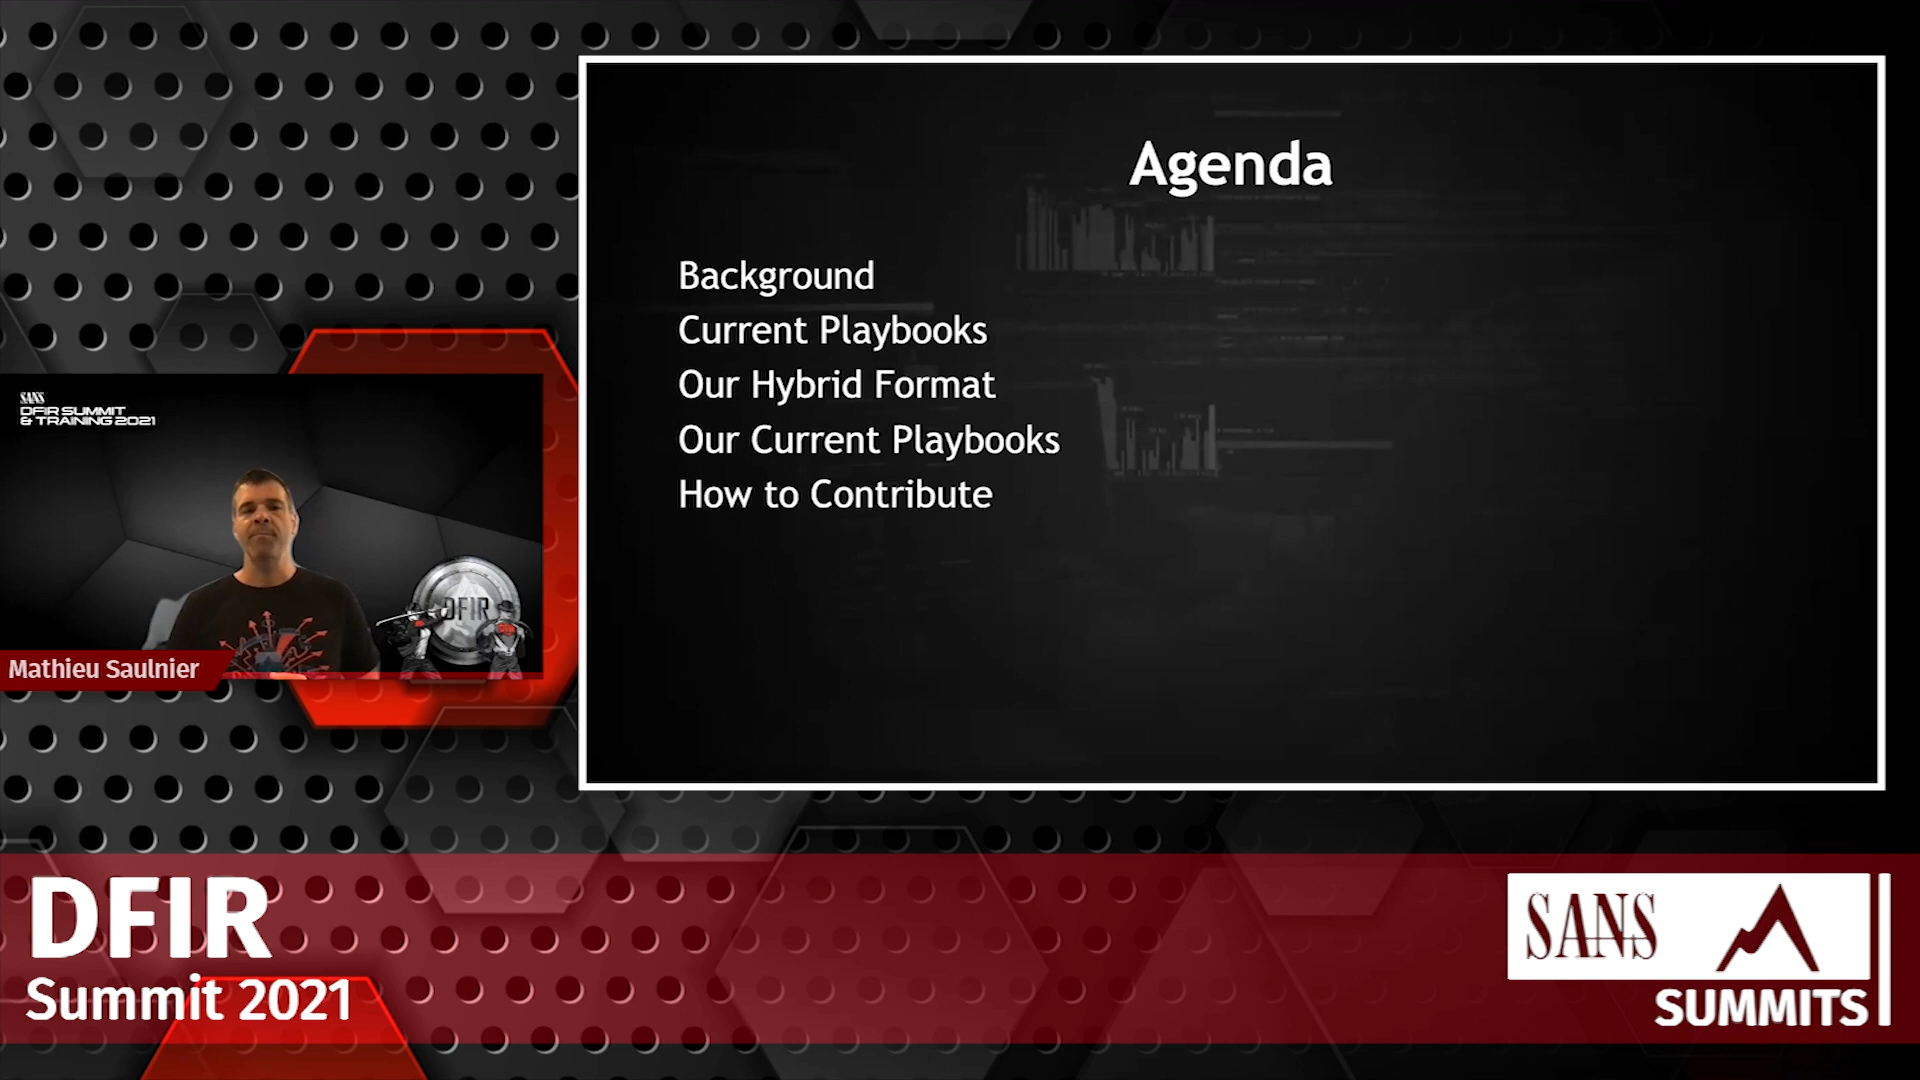 Agenda
Background
Current Playbooks
Our Hybrid Format
Our Current Playbooks
How to Contribute
SANS
DFIR SUMMIT
& TRAINING 2021
DFIR
Mathieu Saulnier
DFIR
Summit 2021
SANS
SUMMITS